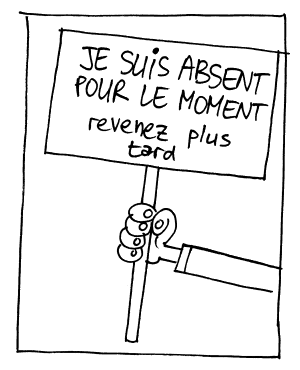 JE SUiS ABSENT
POUR LE MOMENT
revenez plus
tard